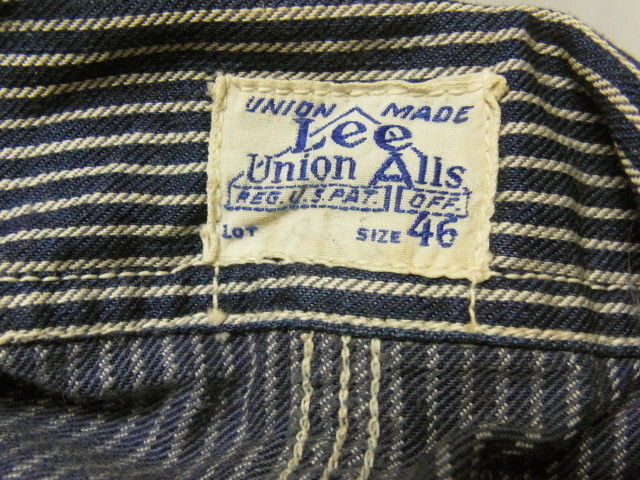 UNION MADE
Lee
Union Alls
REG. U.S. PAT. OFF.
LOT SIZE 46